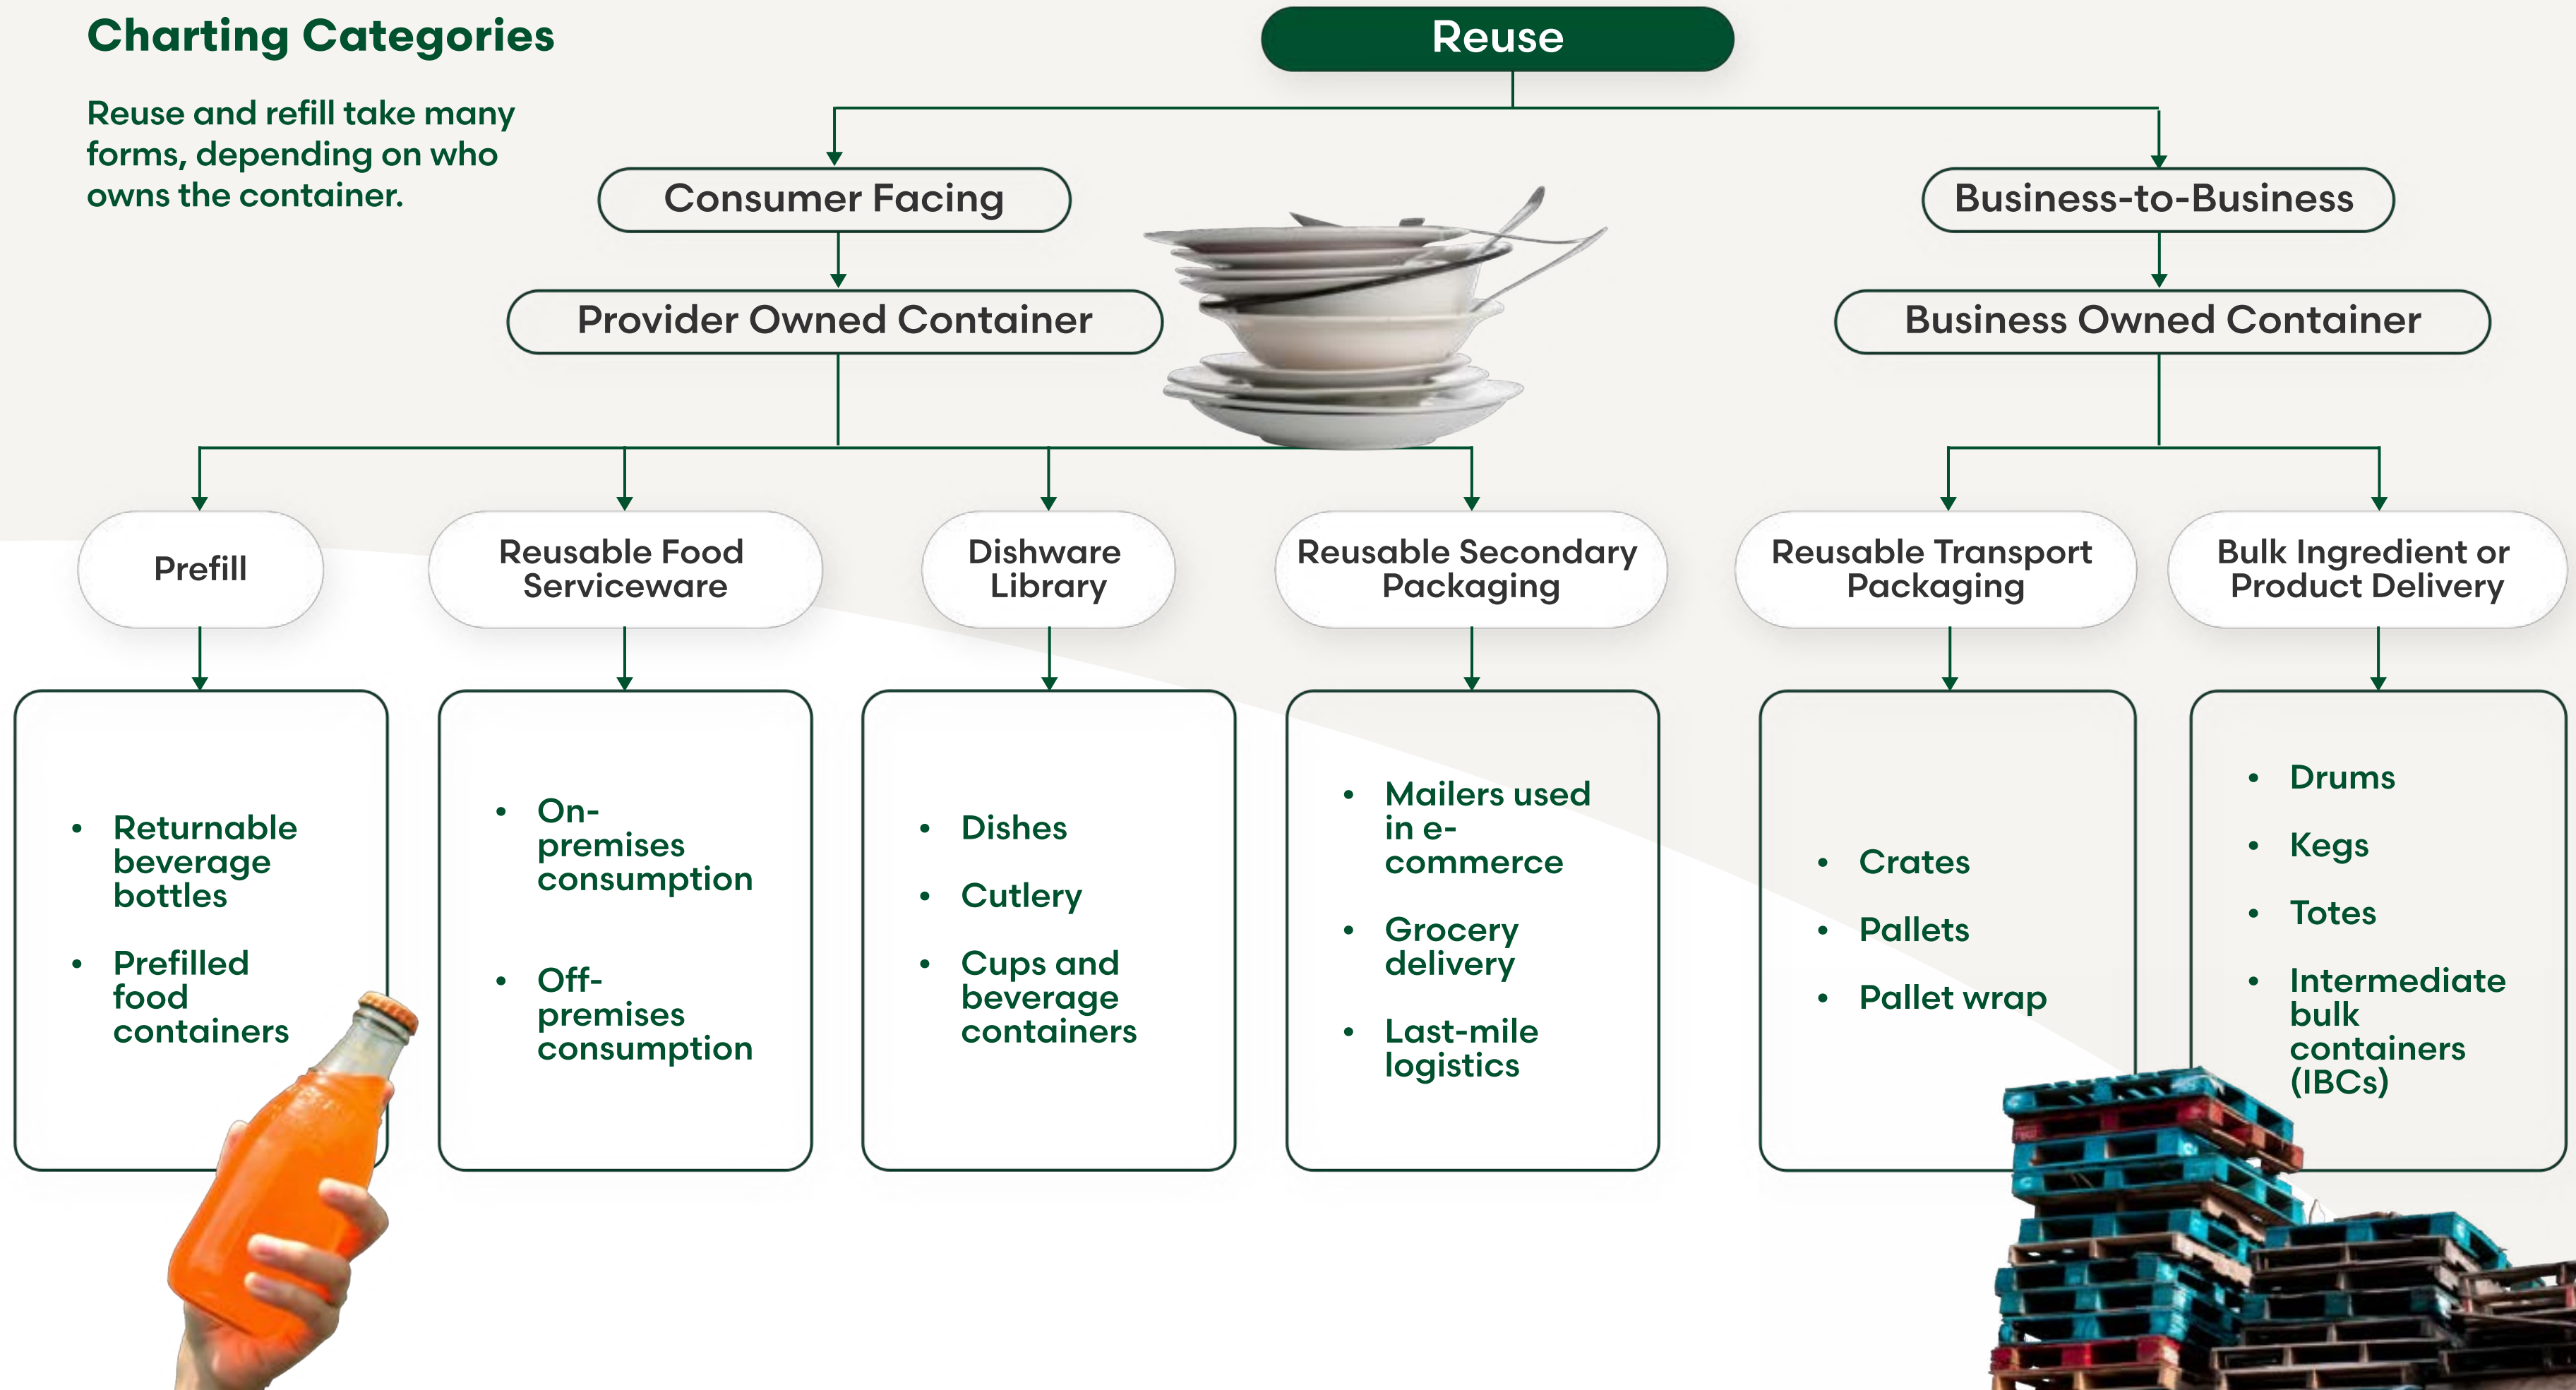 Charting Categories
Reuse and refill take many
forms, depending on who
owns the container.
Reuse
Consumer Facing
Business-to-Business
Provider Owned Container
Business Owned Container
Prefill
Reusable Food
Serviceware
Dishware
Library
Reusable Secondary
Packaging
Reusable Transport
Packaging
Bulk Ingredient or
Product Delivery
• Returnable
beverage
bottles
• Prefilled
food
containers
• On-
premises
consumption
• Off-
premises
consumption
• Dishes
• Cutlery
• Cups and
beverage
containers
• Mailers used
in e-
commerce
• Grocery
delivery
• Last-mile
logistics
• Crates
• Pallets
• Pallet wrap
• Drums
• Kegs
• Totes
• Intermediate
bulk
containers
(IBCs)